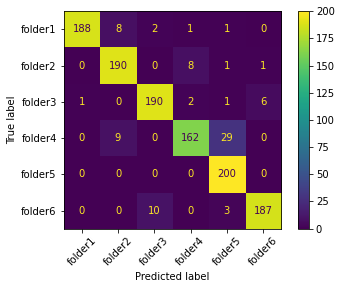 folder1 188 8 2 1 1 0
folder2 0 190 0 8 1 1
folder3 1 0 190 2 1 6
folder4 0 9 0 162 29 0
folder5 0 0 0 0 200 0
folder6 0 0 10 0 3 187
folder1 folder2 folder3 folder4 folder5 folder6
Predicted label
True label
200
175
150
125
100
75
50
25
0